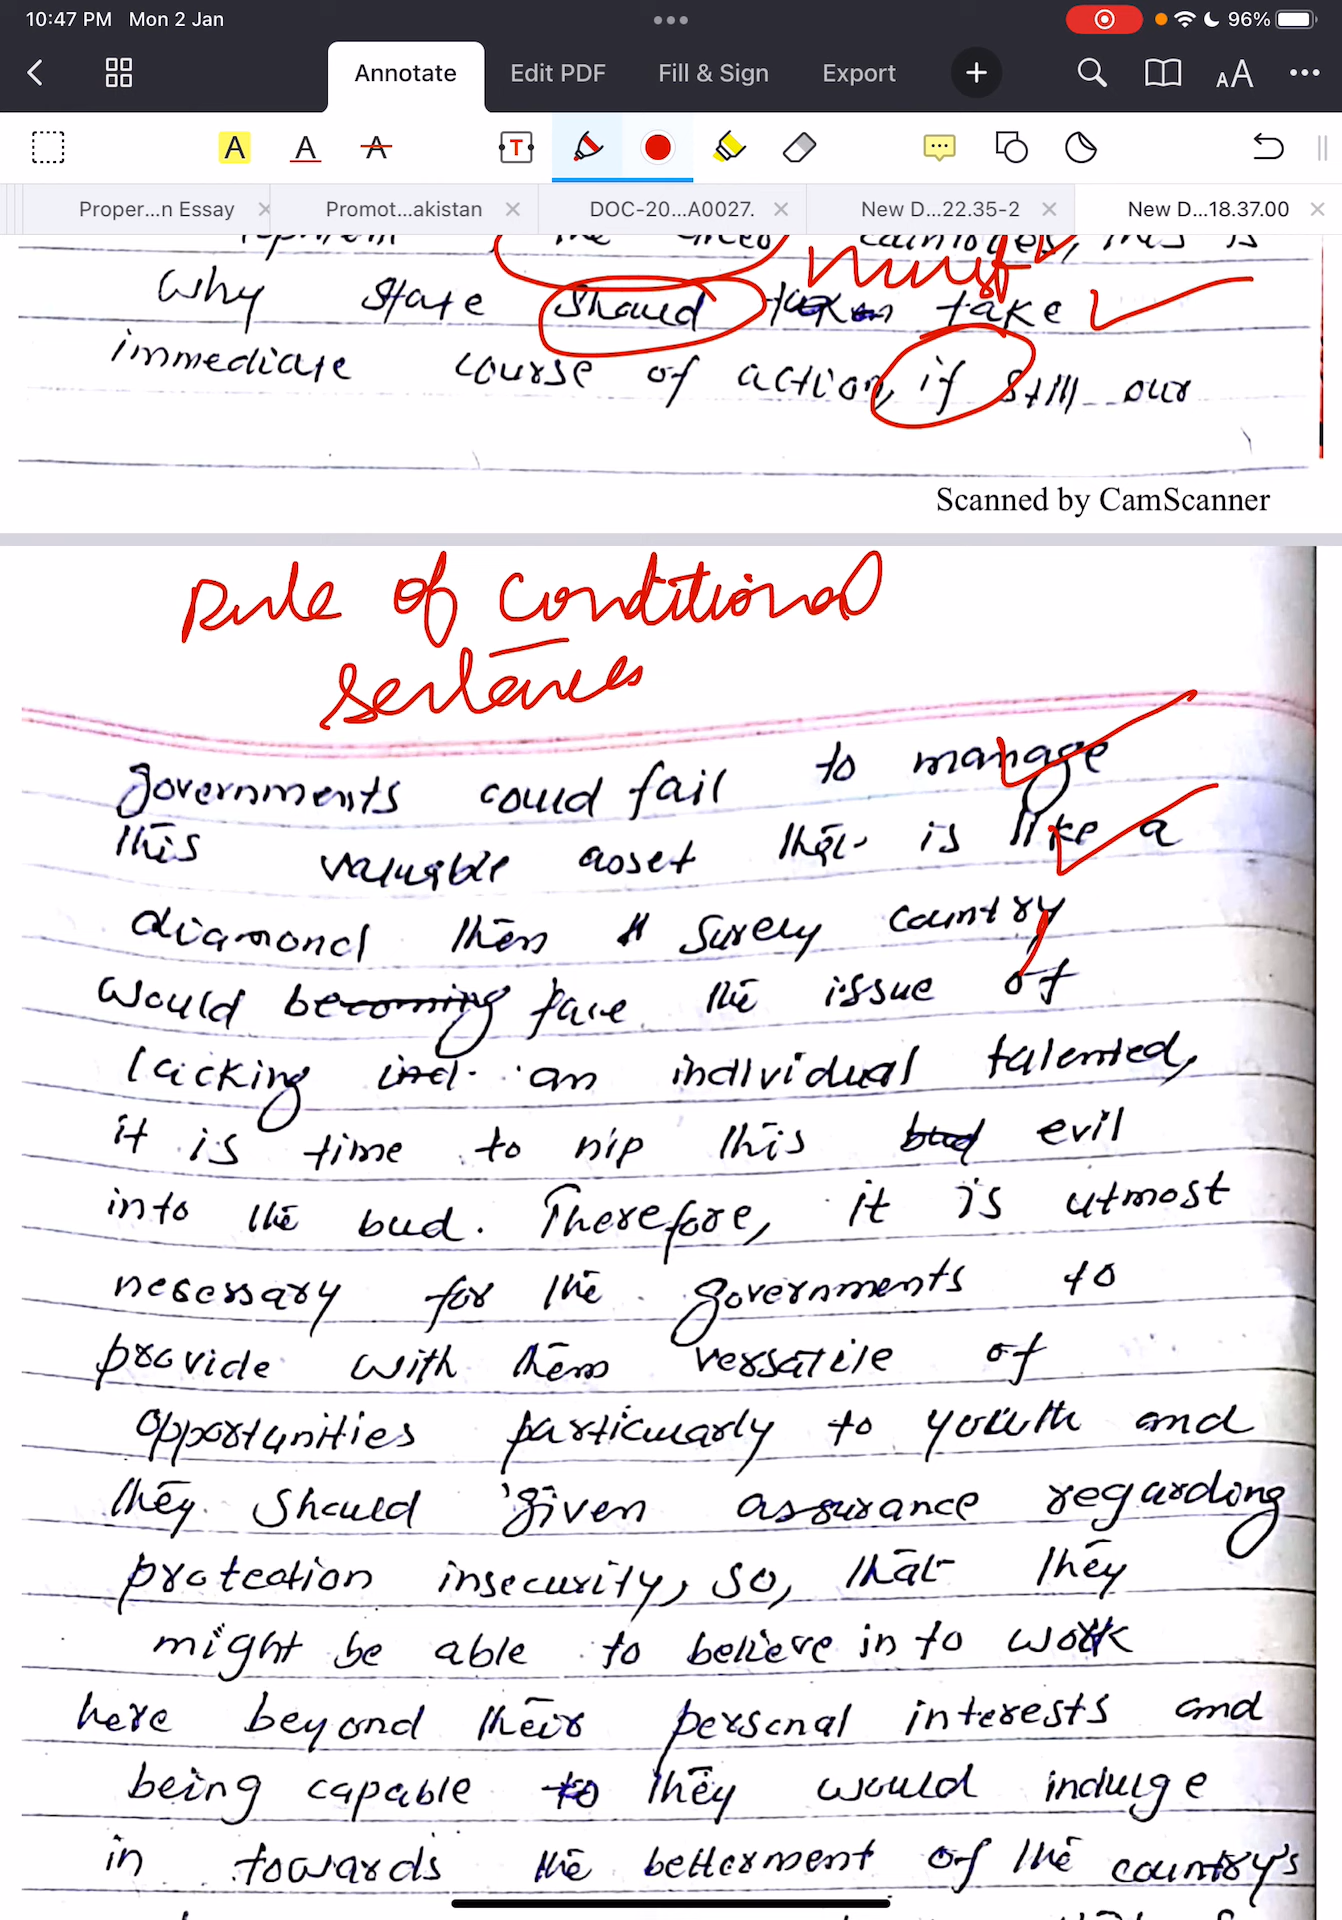 10:47 PM Mon 2 Jan
96%
Annotate
Edit PDF
Fill & Sign
Export
Proper...n Essay
Promot...akistan
DOC-20...A0027.
New D...22.35-2
New D...18.37.00
the this is
must
why state should take
immediate course of action, if still our
Scanned by CamScanner
Rule of Conditional
sentences
governments could fail to manage
this valuable asset that is like a
diamond then surely country
would becoming face the issue of
lacking ind an individual talented,
it is time to nip this bud evil
into the bud. Therefore, it is utmost
necessary for the governments to
provide with them versatile of
opportunities particularly to youth and
they should given assurance regarding
protection insecurity, so, that they
might be able to believe in to work
here beyond their personal interests and
being capable to they would indulge
in towards the betterment of the country's